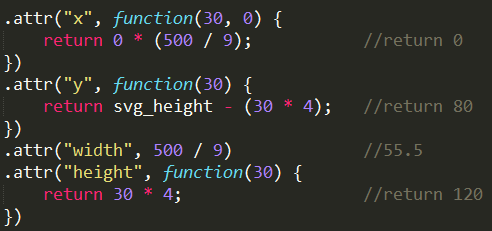 .attr("x", function(30, 0) {
    return 0 * (500 / 9);              //return 0
})
.attr("y", function(30) {
    return svg_height - (30 * 4);   //return 80
})
.attr("width", 500 / 9)             //55.5
.attr("height", function(30) {
    return 30 * 4;                  //return 120
})